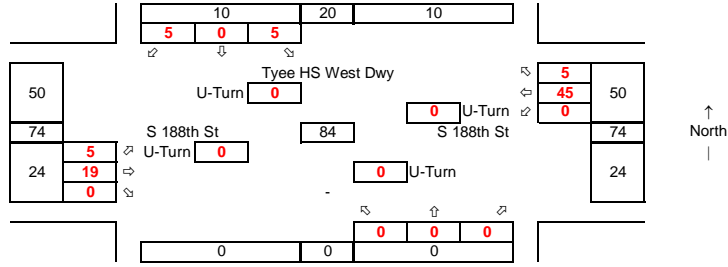 10 20 10
5 0 5
⬃ ⇩ ⬂
Tyee HS West Dwy ⬁ 5
50 U-Turn 0 ⇦ 45 50 ↑
0 U-Turn ⬃ 0
74 S 188th St 84 S 188th St 74 North
5 ⬀ U-Turn 0 |
24 19 ⇨ 0 U-Turn 24
0 ⬂ -
⬁ ⇧ ⬀
0 0 0
0 0 0